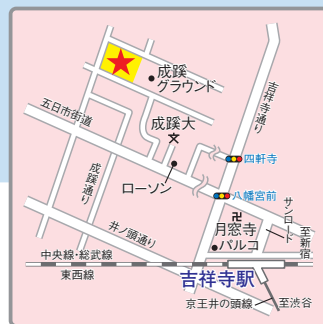 成蹊
グラウンド
吉祥寺通り
五日市街道
成蹊大
文
四軒寺
成蹊通り
ローソン
八幡宮前
卍
月窓寺
パルコ
サンロード
至新宿
井ノ頭通り
中央線・総武線
東西線
吉祥寺駅
京王井の頭線
至渋谷